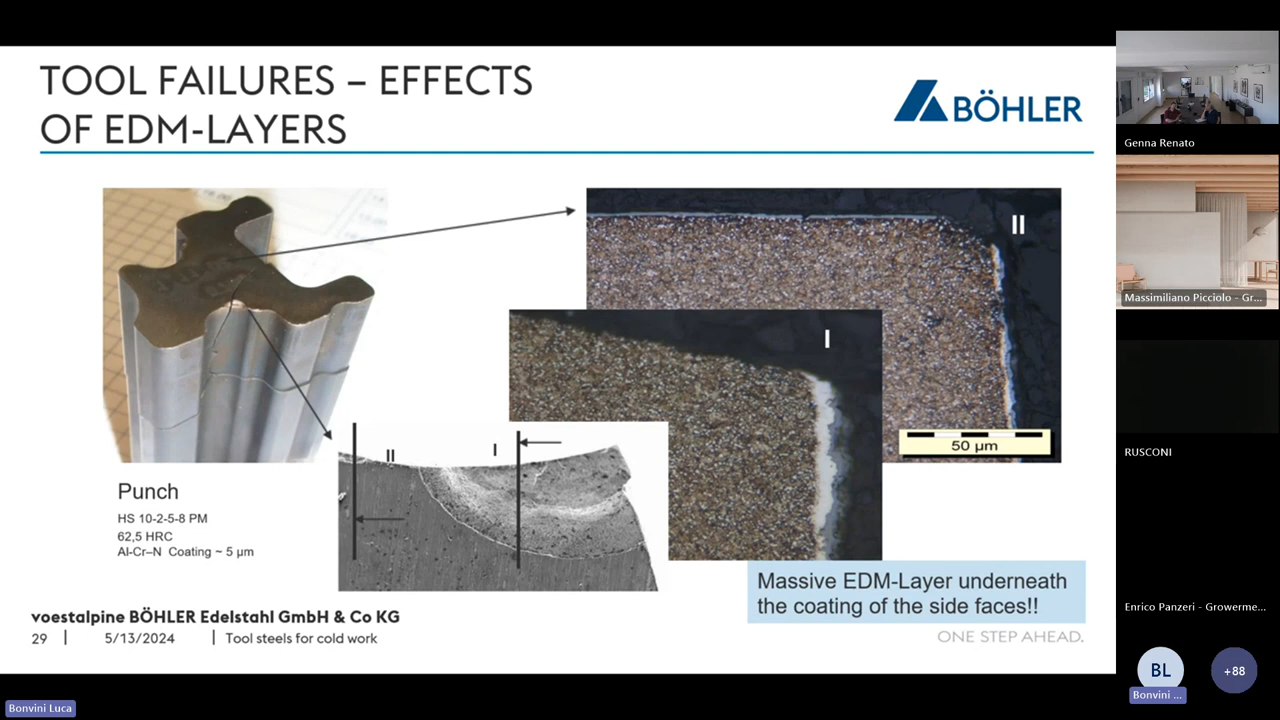 TOOL FAILURES – EFFECTS
OF EDM-LAYERS
BÖHLER
II
I
50 µm
II
I
Punch
HS 10-2-5-8 PM
62,5 HRC
Al-Cr–N Coating ~ 5 µm
Massive EDM-Layer underneath
the coating of the side faces!!
voestalpine BÖHLER Edelstahl GmbH & Co KG
29 | 5/13/2024 | Tool steels for cold work
ONE STEP AHEAD.
Genna Renato
Massimiliano Picciolo - Gr...
RUSCONI
Enrico Panzeri - Growerme...
BL
Bonvini ...
+88
Bonvini Luca